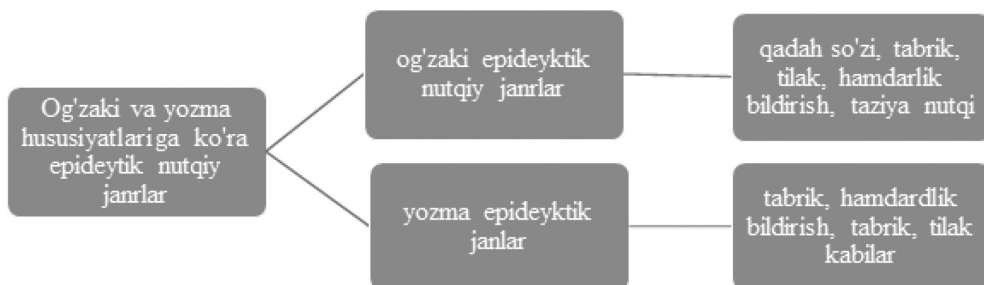 Og'zaki va yozma
hususiyatlariga ko'ra
epideytik nutqiy
janrlar
og'zaki epideyktik
nutqiy janrlar
qadah so'zi, tabrik,
tilak, hamdarlik
bildirish, taziya nutqi
yozma epideyktik
janlar
tabrik, hamdardlik
bildirish, tabrik, tilak
kabilar